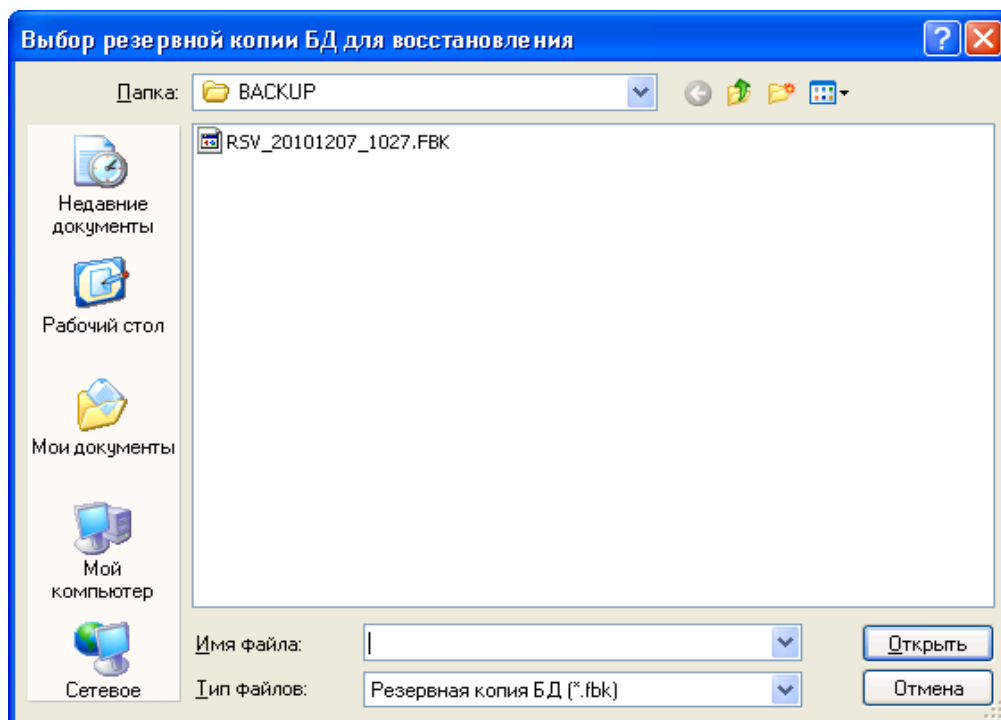 Выбор резервной копии БД для восстановления
Папка:
BACKUP
RSV_20101207_1027.FBK
Недавние
документы
Рабочий стол
Мои документы
Мой
компьютер
Сетевое
Имя файла:
Открыть
Тип файлов:
Резервная копия БД (*.fbk)
Отмена